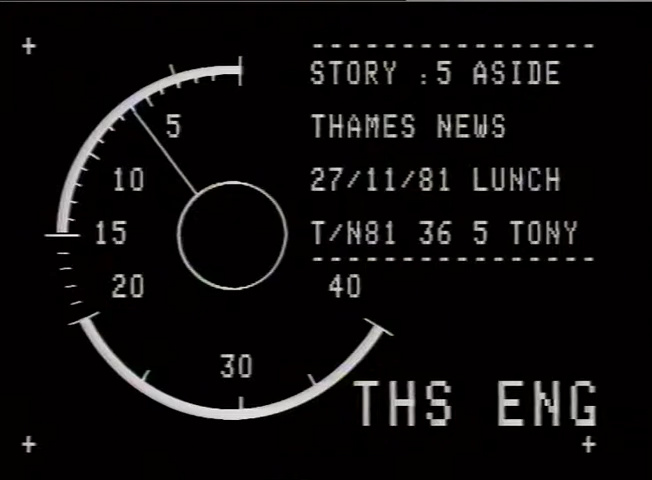 STORY :5 ASIDE
THAMES NEWS
27/11/81 LUNCH
T/N81 36 5 TONY
5
10
15
20
30
40
THS ENG